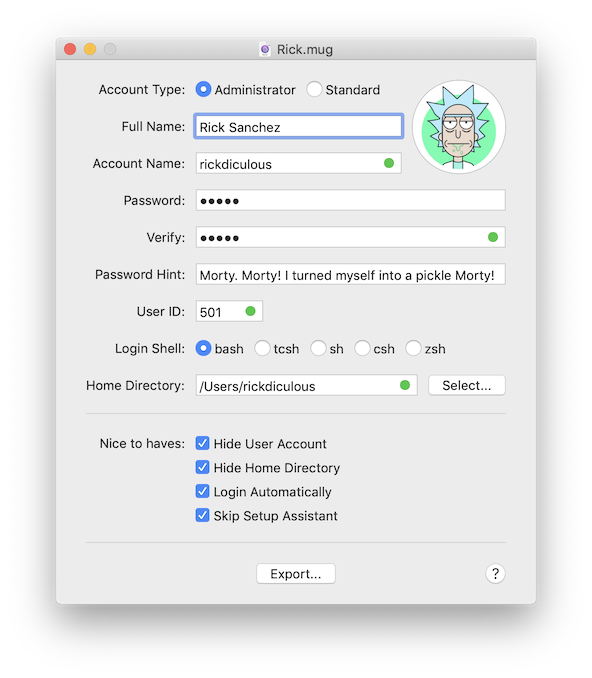 Rick.mug
Account Type: Administrator Standard
Full Name: Rick Sanchez
Account Name: rickdiculous
Password: •••••
Verify: •••••
Password Hint: Morty. Morty! I turned myself into a pickle Morty!
User ID: 501
Login Shell: bash tcsh sh csh zsh
Home Directory: /Users/rickdiculous Select...
Nice to haves: Hide User Account
Hide Home Directory
Login Automatically
Skip Setup Assistant
Export... ?